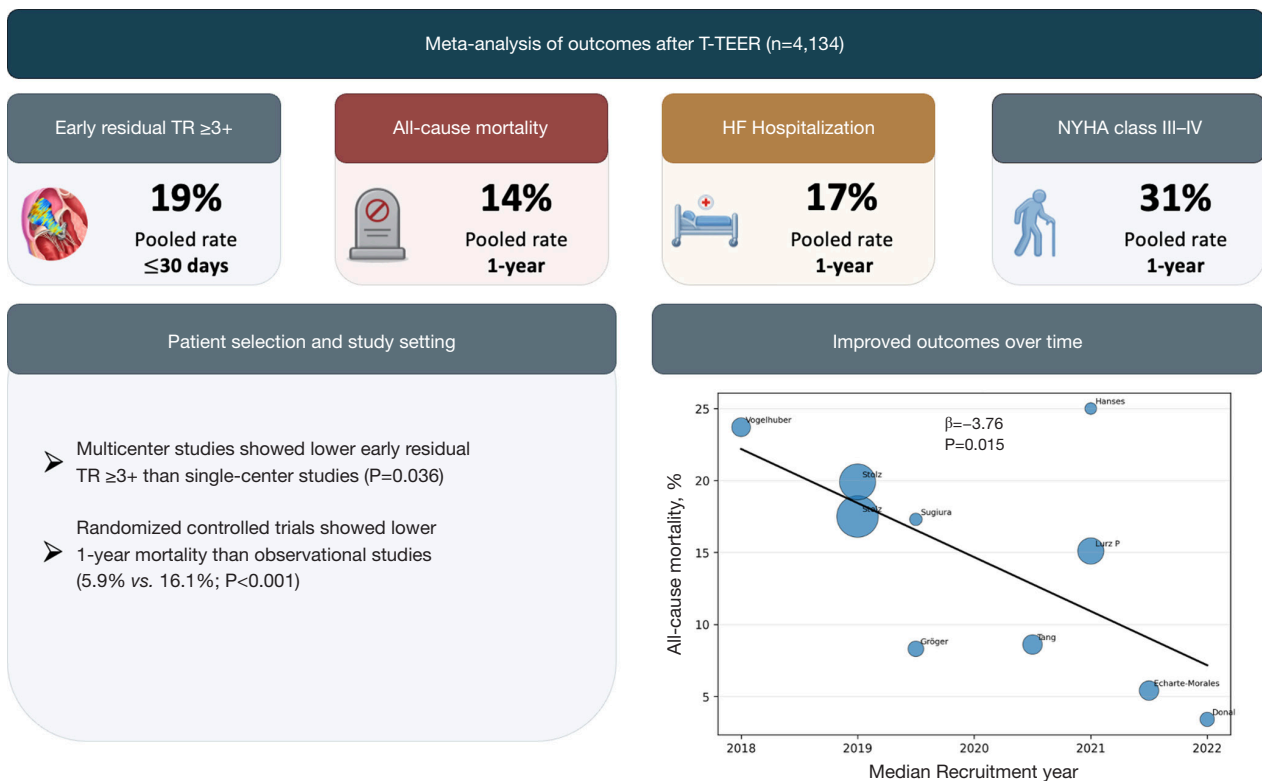 Meta-analysis of outcomes after T-TEER (n=4,134)
Early residual TR ≥3+
All-cause mortality
HF Hospitalization
NYHA class III–IV
19%
Pooled rate
≤30 days
14%
Pooled rate
1-year
17%
Pooled rate
1-year
31%
Pooled rate
1-year
Patient selection and study setting
➢ Multicenter studies showed lower early residual
TR ≥3+ than single-center studies (P=0.036)
➢ Randomized controlled trials showed lower
1-year mortality than observational studies
(5.9% vs. 16.1%; P<0.001)
Improved outcomes over time
All-cause mortality, %
25
20
15
10
5
β=−3.76
P=0.015
Hanses
Vogelhuber
Stolz
Stolz
Sugiura
Lurz P
Gröger
Tang
Echarte-Morales
Donal
2018
2019
2020
2021
2022
Median Recruitment year